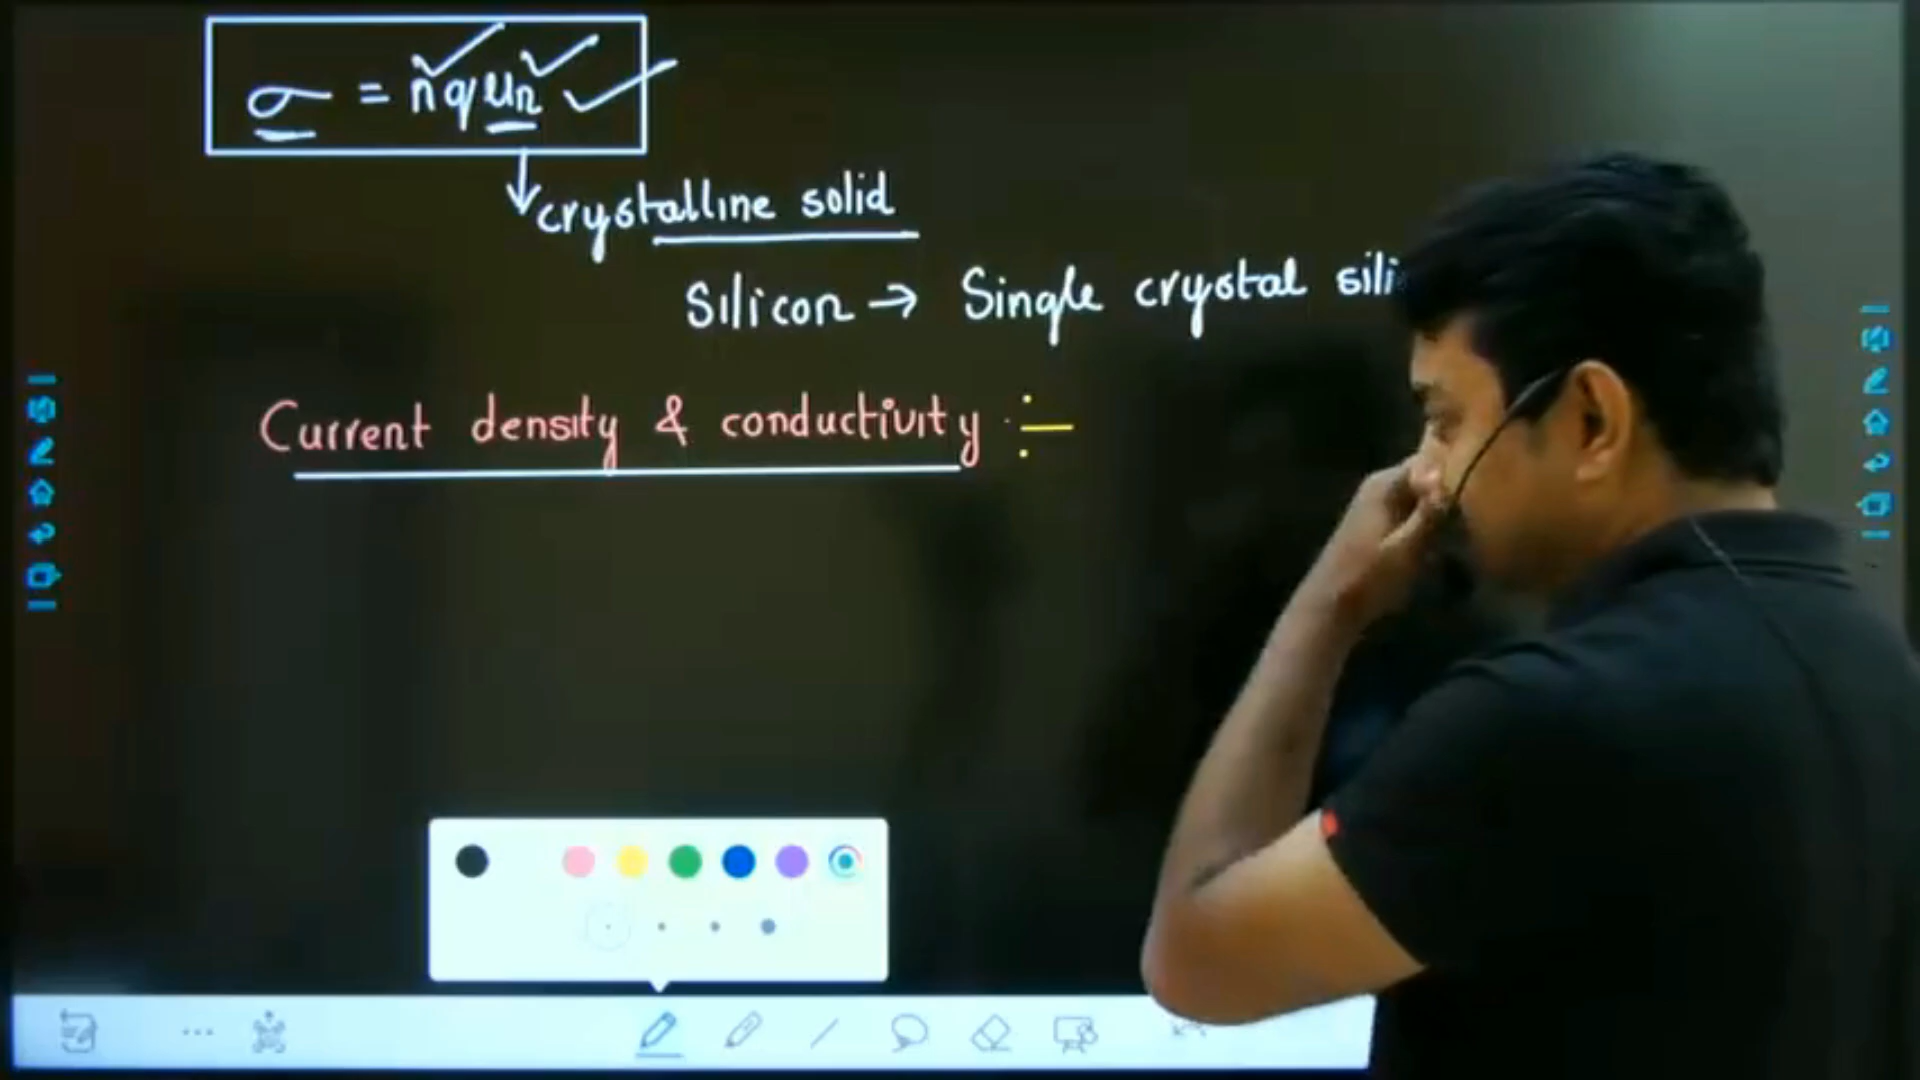 σ = nqμn
crystalline solid
Silicon → Single crystal
Current density & conductivity :-